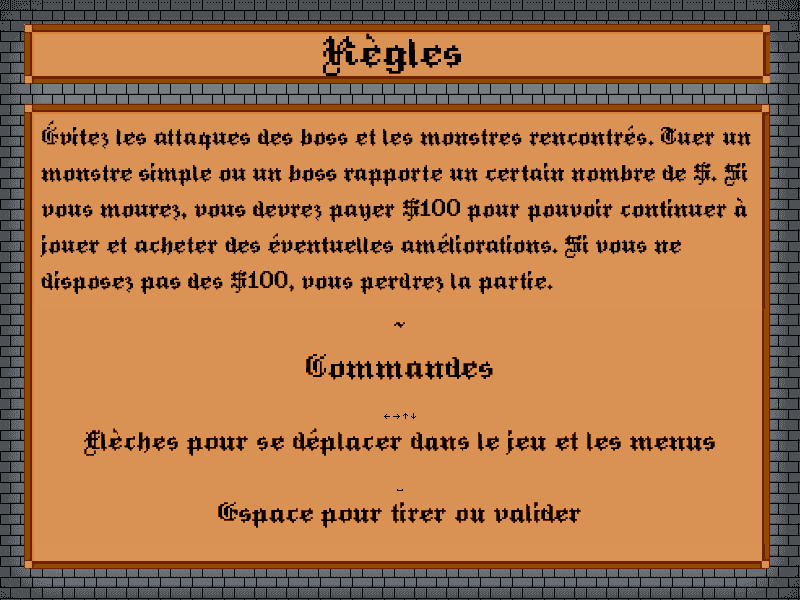 Règles
Évitez les attaques des boss et les monstres rencontrés. Tuer un
monstre simple ou un boss rapporte un certain nombre de $. Si
vous mourez, vous devrez payer $100 pour pouvoir continuer à
jouer et acheter des éventuelles améliorations. Si vous ne
disposez pas des $100, vous perdrez la partie.
~
Commandes
←→↑↓
Flèches pour se déplacer dans le jeu et les menus
⎵
Espace pour tirer ou valider